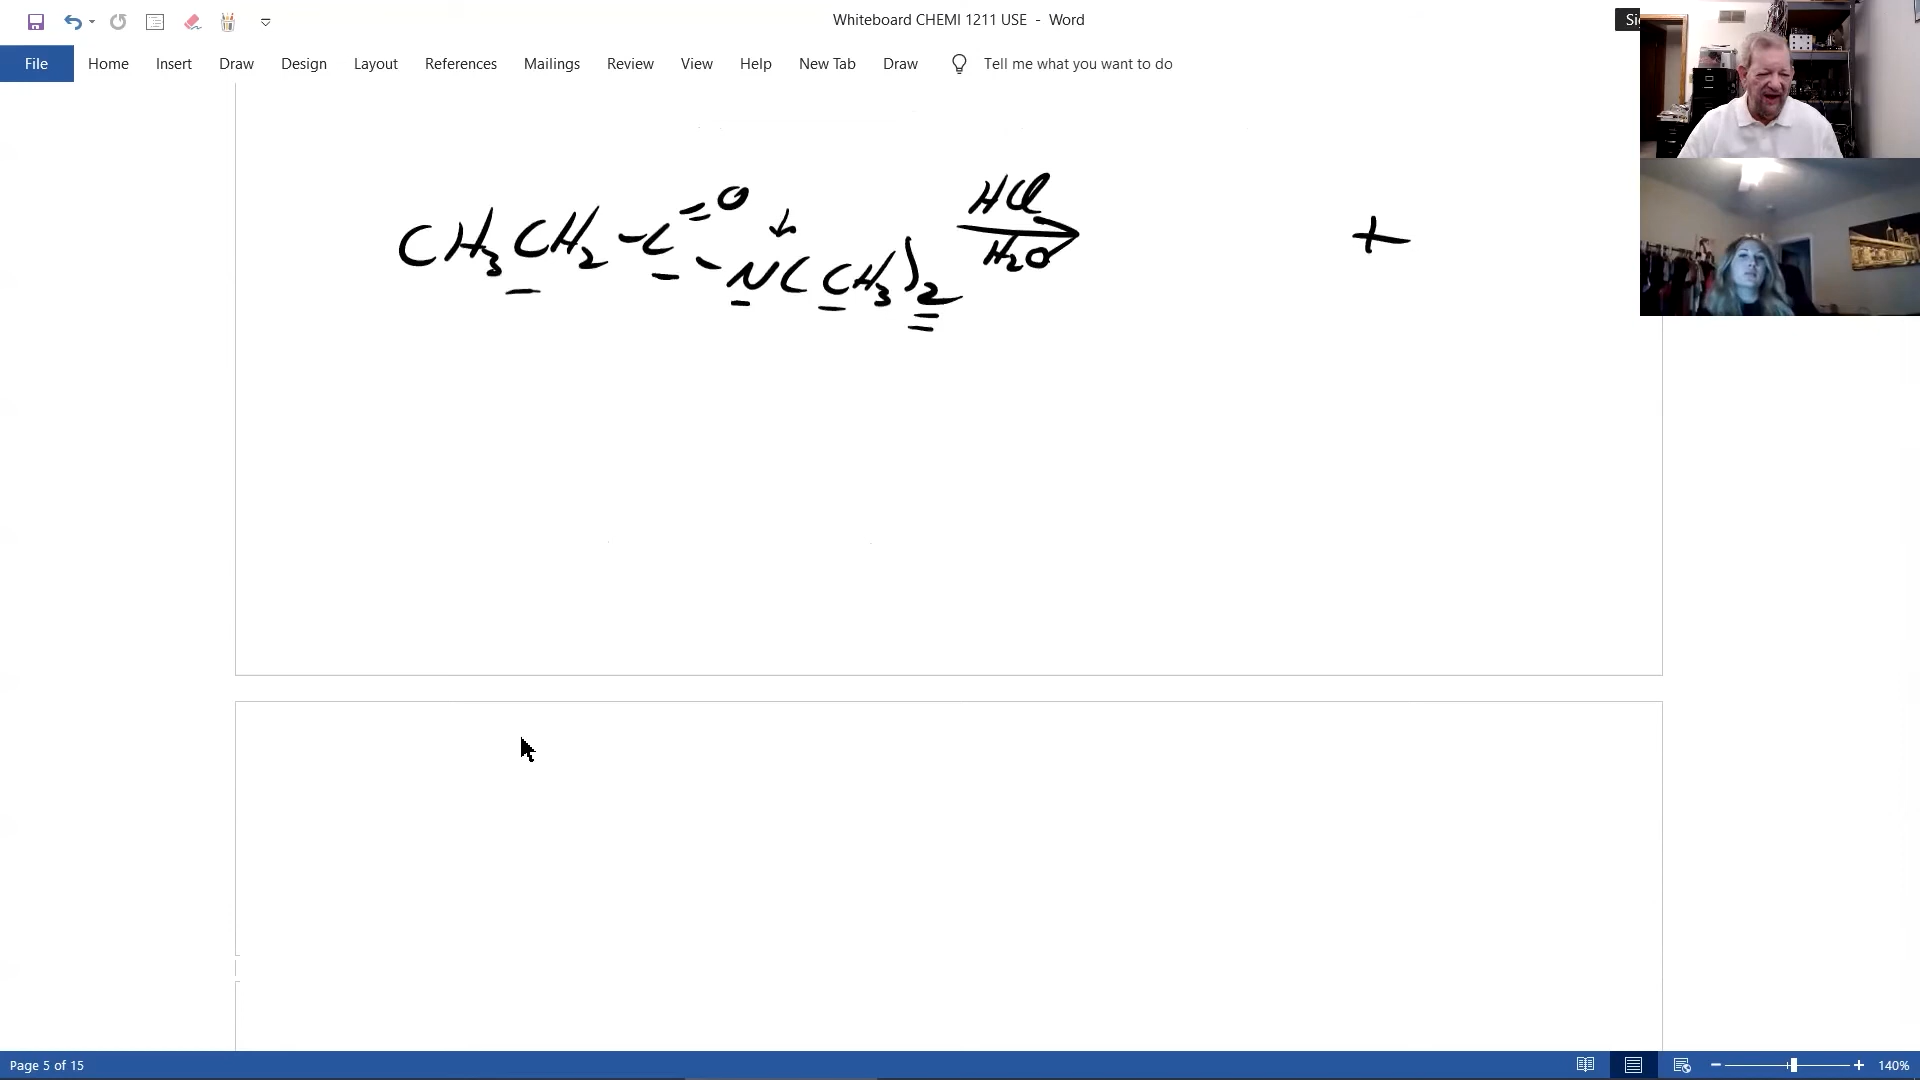 Whiteboard CHEMI 1211 USE - Word
Si
File Home Insert Draw Design Layout References Mailings Review View Help New Tab Draw Tell me what you want to do
HCl
CH3CH2-C=O-N(CH3)2 → +
H2O
Page 5 of 15
140%